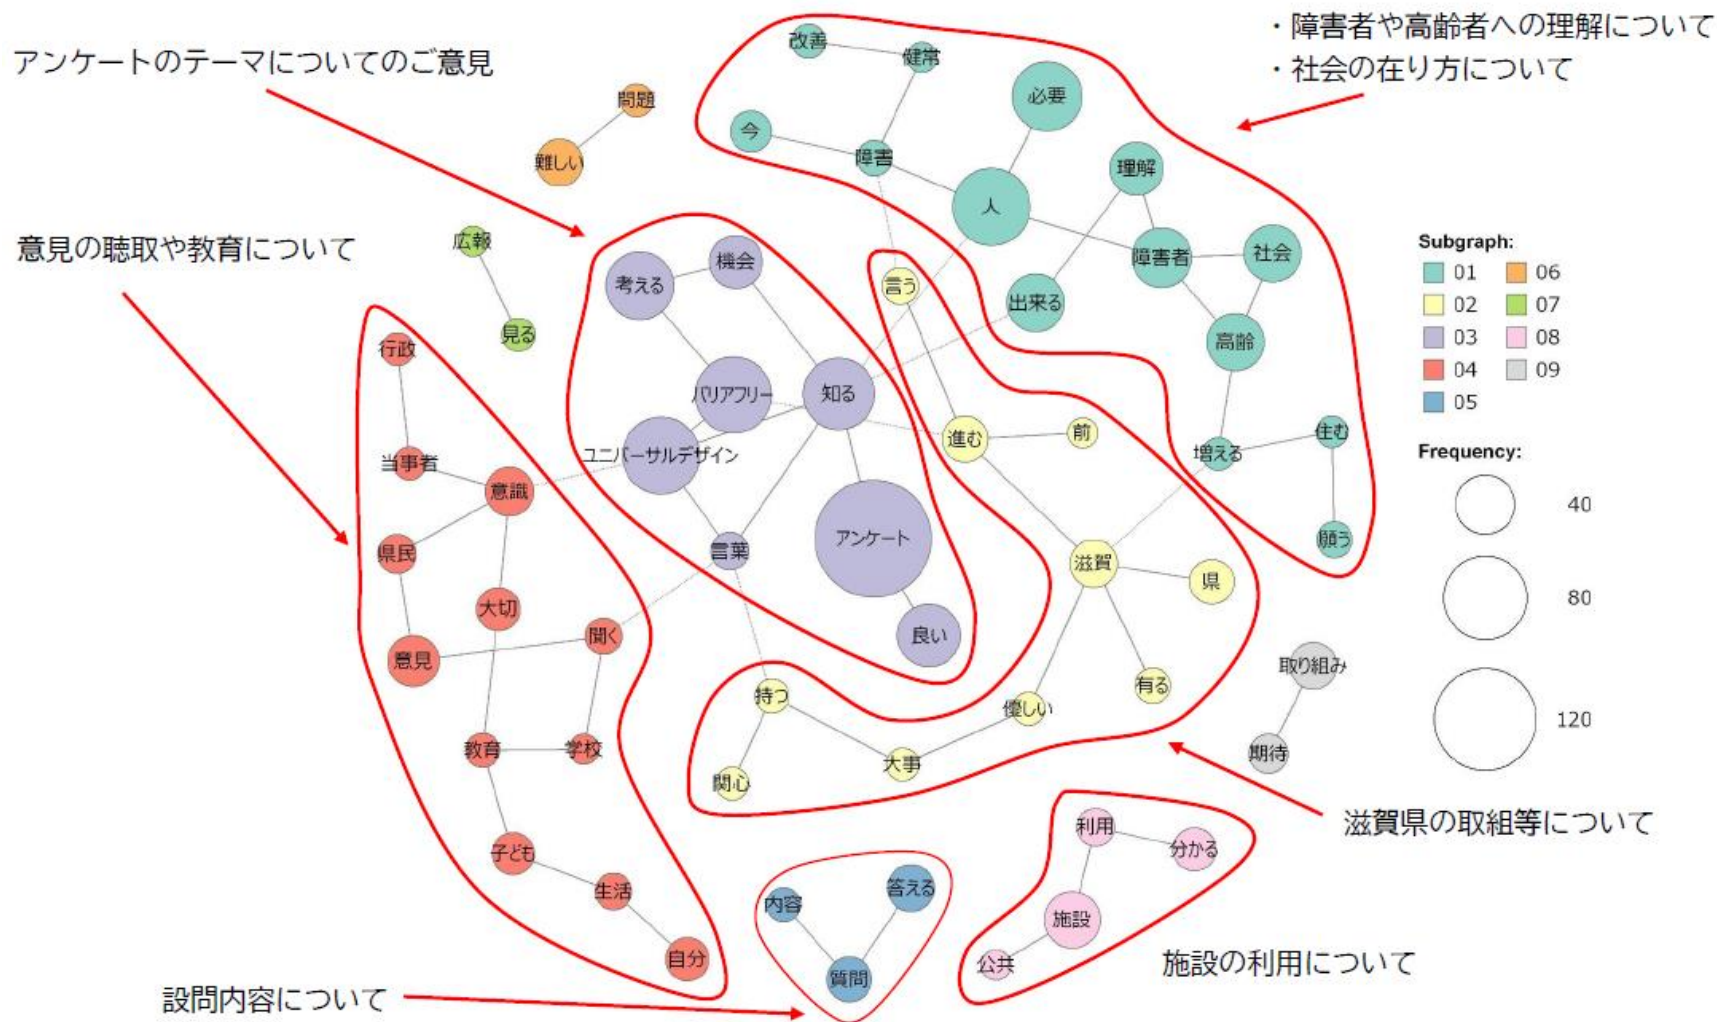 ・障害者や高齢者への理解について
・社会の在り方について
アンケートのテーマについてのご意見
意見の聴取や教育について
改善
健常
必要
今
障害
人
理解
障害者
社会
出来る
高齢
増える
住む
願う
問題
難しい
広報
見る
考える
機会
バリアフリー
知る
ユニバーサルデザイン
言葉
アンケート
良い
言う
進む
前
滋賀
県
有る
優しい
大事
持つ
関心
行政
当事者
意識
県民
大切
聞く
意見
教育
学校
子ども
生活
自分
取り組み
期待
内容
答える
質問
利用
分かる
施設
公共
Subgraph:
01 06
02 07
03 08
04 09
05
Frequency:
40
80
120
滋賀県の取組等について
施設の利用について
設問内容について